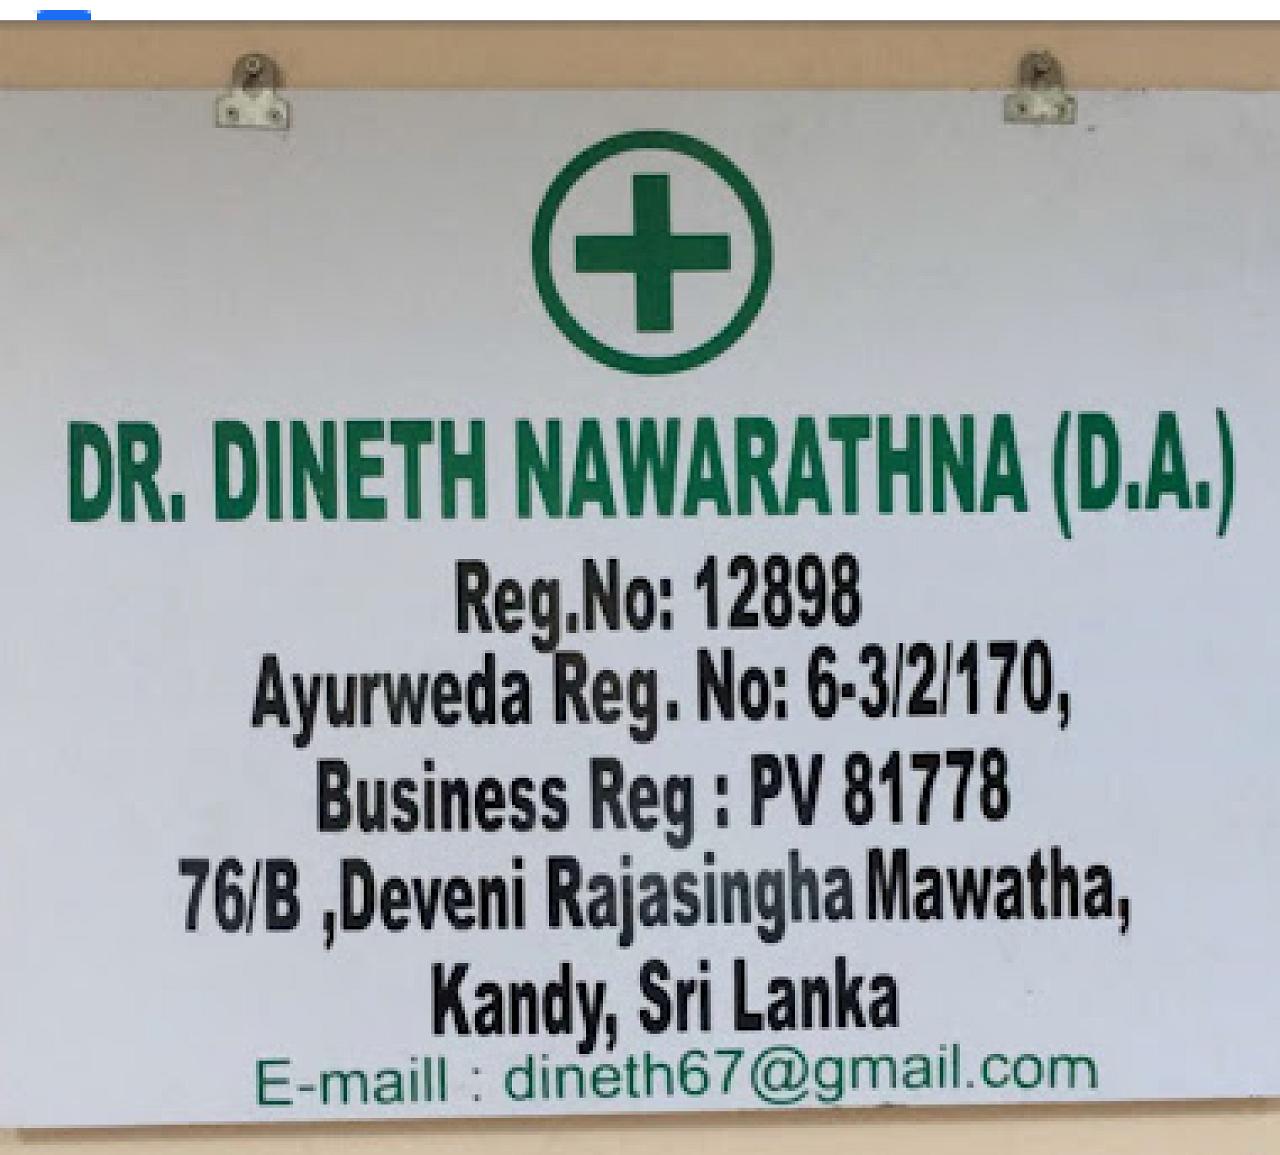 DR. DINETH NAWARATHNA (D.A.)
Reg.No: 12898
Ayurweda Reg. No: 6-3/2/170,
Business Reg : PV 81778
76/B ,Deveni Rajasingha Mawatha,
Kandy, Sri Lanka
E-maill : dineth67@gmail.com